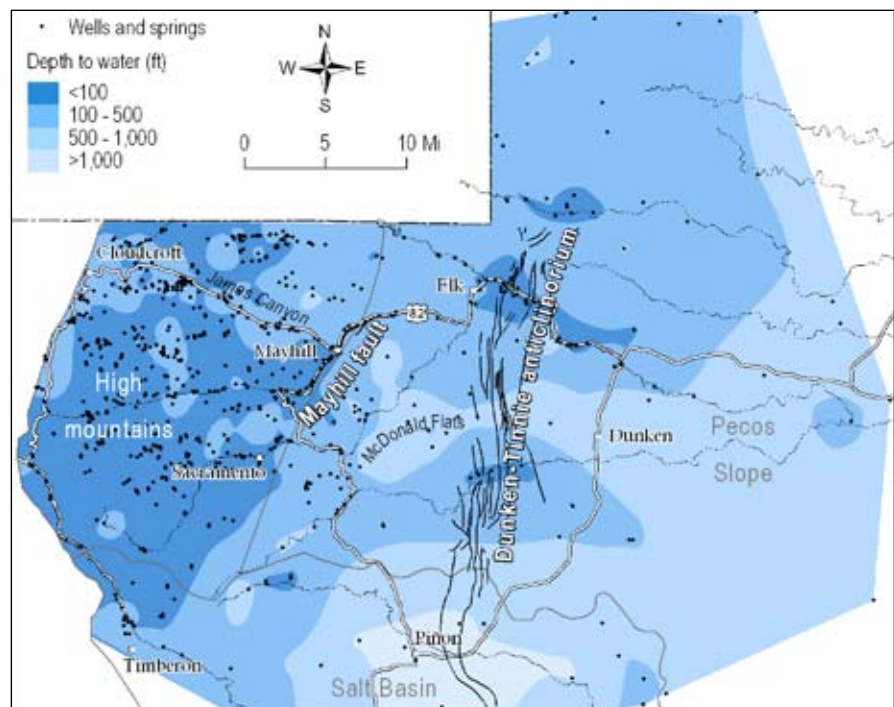 Wells and springs
Depth to water (ft)
<100
100 - 500
500 - 1,000
>1,000
N
W E
S
0 5 10 Mi
Cloudcroft
James Canyon
Mayhill
Mayhill fault
82
Elk
Dunken-Tinnie anticlinorium
High
mountains
McDonald Flats
Sacramento
Dunken
Pecos
Slope
Piñon
Timberon
Salt Basin